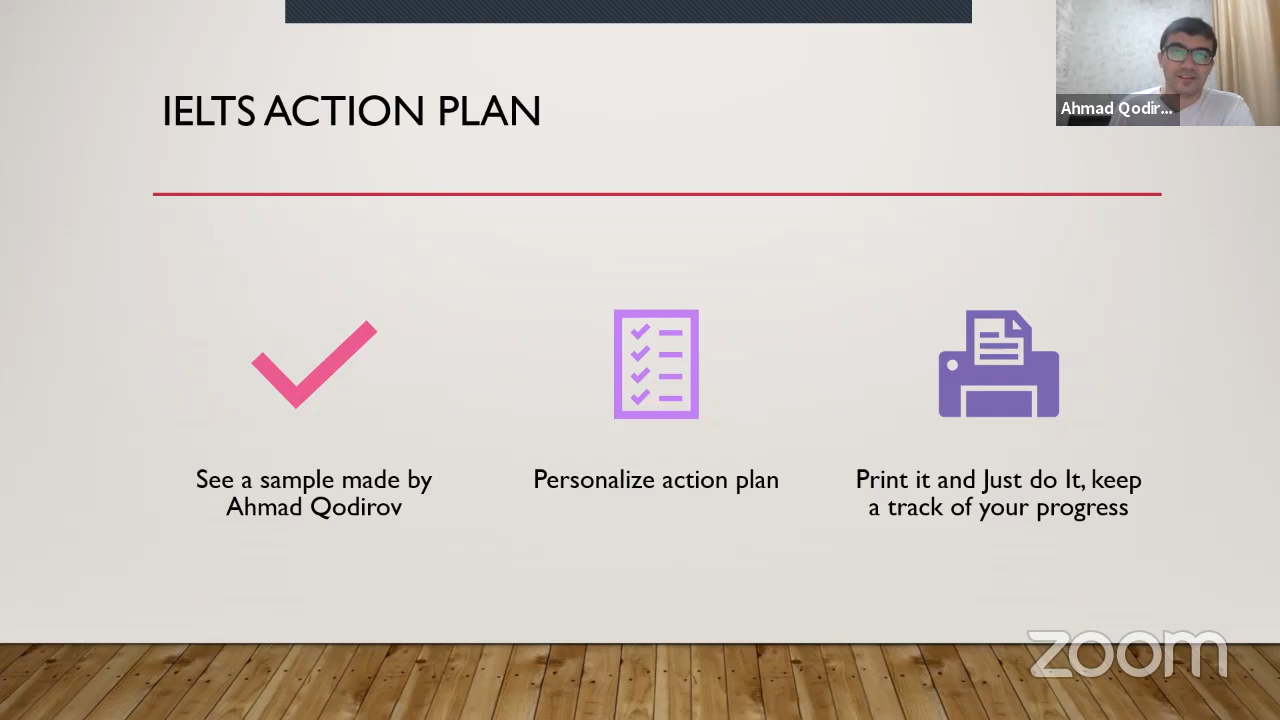 IELTS ACTION PLAN
Ahmad Qodir...
See a sample made by
Ahmad Qodirov
Personalize action plan
Print it and Just do It, keep
a track of your progress
zoom